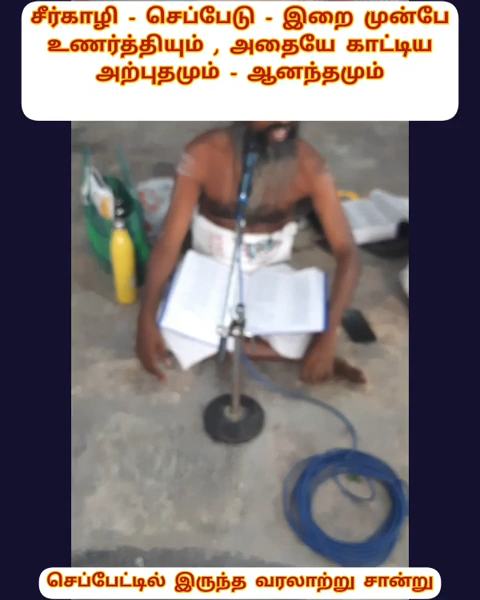 சீர்காழி - செப்பேடு - இறை முன்பே
உணர்த்தியும் , அதையே காட்டிய
அற்புதமும் - ஆனந்தமும்
செப்பேட்டில் இருந்த வரலாற்று சான்று